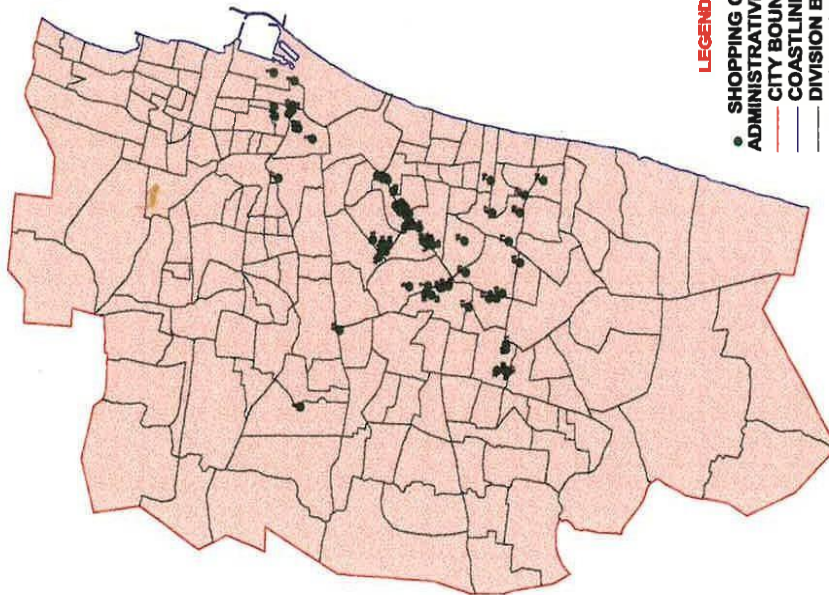 LEGEND
SHOPPING C
ADMINISTRATIV
CITY BOUN
COASTLIN
DIVISION B